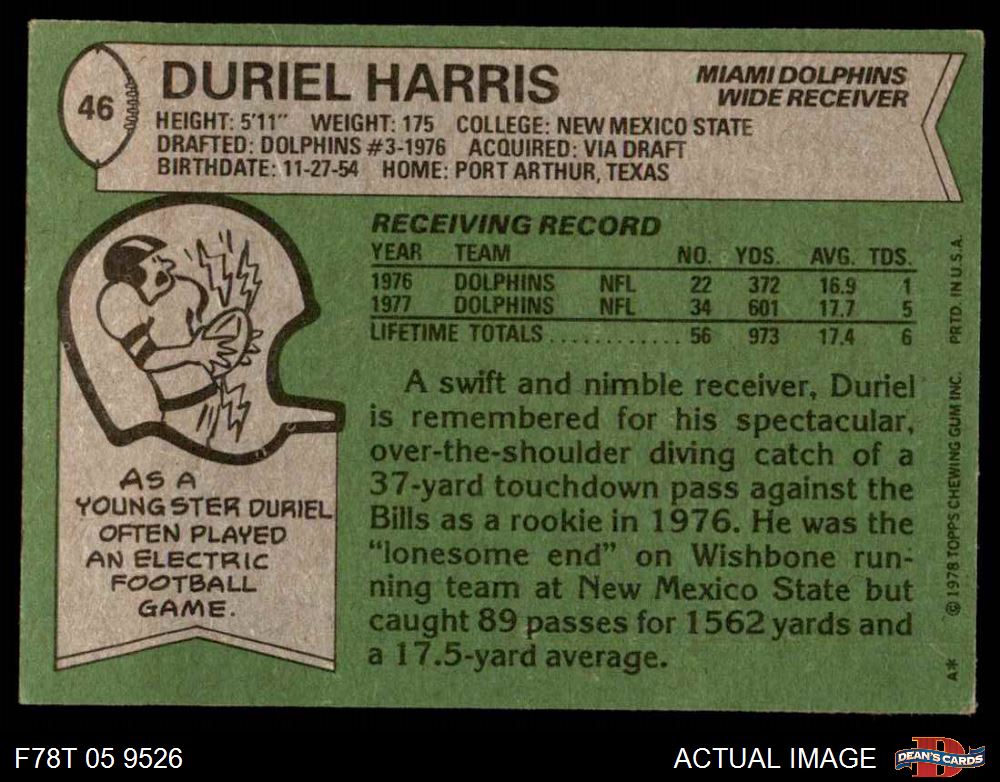 46
DURIEL HARRIS
MIAMI DOLPHINS
WIDE RECEIVER
HEIGHT: 5'11" WEIGHT: 175 COLLEGE: NEW MEXICO STATE
DRAFTED: DOLPHINS #3-1976 ACQUIRED: VIA DRAFT
BIRTHDATE: 11-27-54 HOME: PORT ARTHUR, TEXAS
RECEIVING RECORD
YEAR TEAM NO. YDS. AVG. TDS.
1976 DOLPHINS NFL 22 372 16.9 1
1977 DOLPHINS NFL 34 601 17.7 5
LIFETIME TOTALS ............ 56 973 17.4 6
A swift and nimble receiver, Duriel
is remembered for his spectacular,
over-the-shoulder diving catch of a
37-yard touchdown pass against the
Bills as a rookie in 1976. He was the
"lonesome end" on Wishbone run-
ning team at New Mexico State but
caught 89 passes for 1562 yards and
a 17.5-yard average.
AS A
YOUNGSTER DURIEL
OFTEN PLAYED
AN ELECTRIC
FOOTBALL
GAME.
A* © 1978 TOPPS CHEWING GUM INC. PRTD. IN U.S.A.
F78T 05 9526
ACTUAL IMAGE
D
DEAN'S CARDS